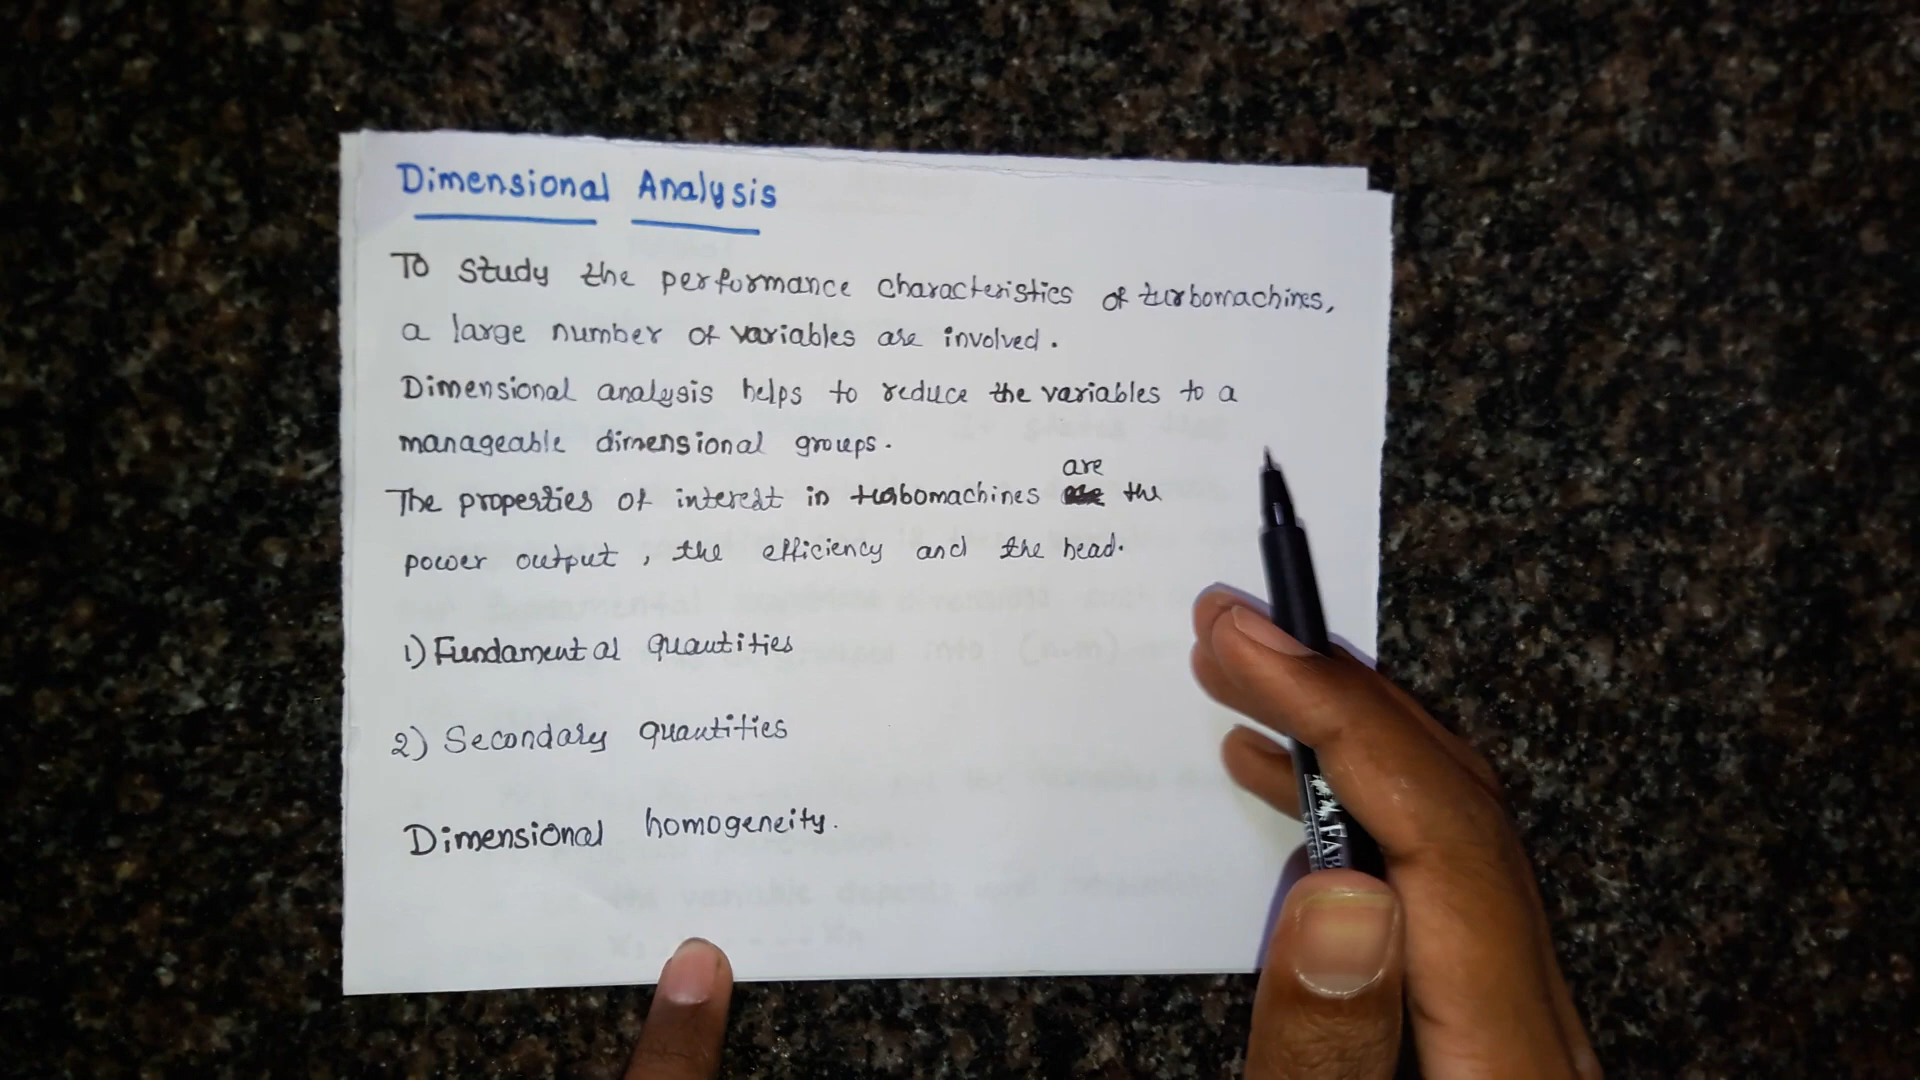 Dimensional Analysis
To study the performance characteristics of turbomachines,
a large number of variables are involved.
Dimensional analysis helps to reduce the variables to a
manageable dimensional groups.
are
The properties of interest in turbomachines the
power output, the efficiency and the head.
1) Fundamental quantities
2) Secondary quantities
Dimensional homogeneity.
FAB